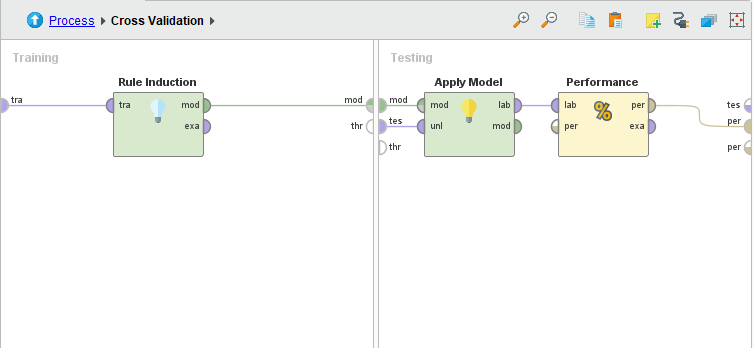 Process Cross Validation
Training
Testing
Rule Induction
Apply Model
Performance
tra
tra
mod
exa
mod
thr
mod
tes
thr
mod
unl
lab
mod
lab
per
%
per
exa
tes
per
per